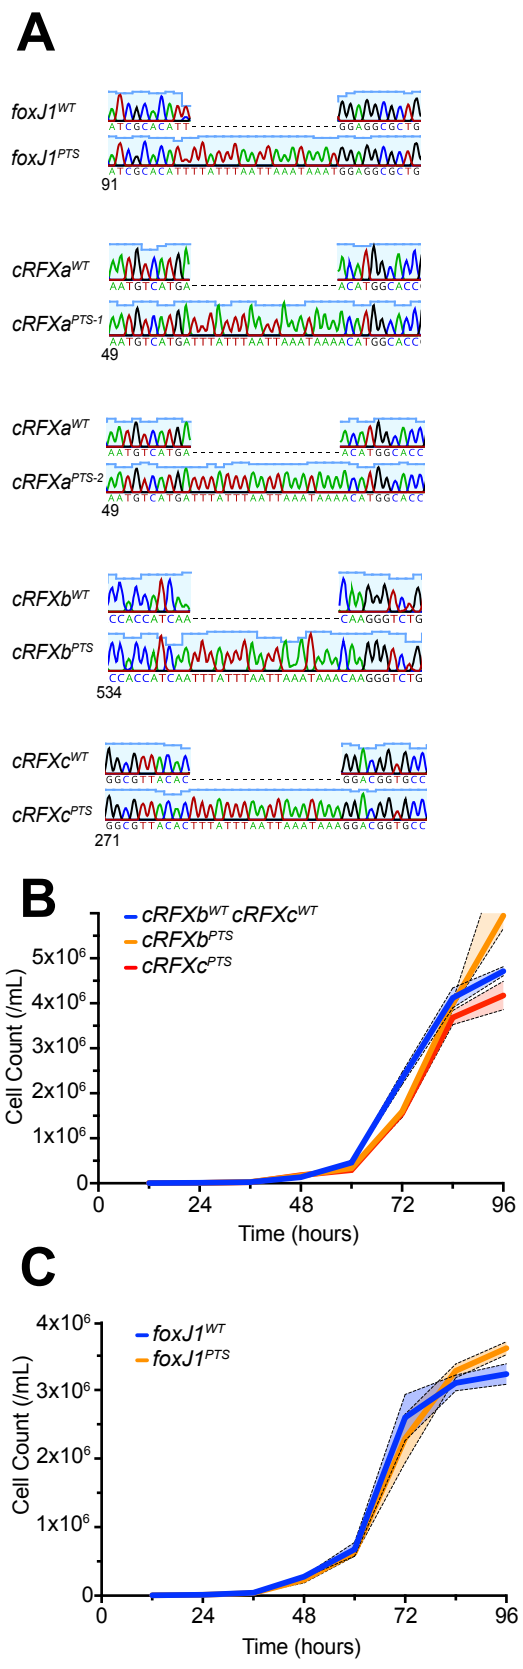 A
foxJ1WT
ATCGCACATT GGAGGCGCTG
foxJ1PTS
ATCGCACATTTTATTTAATTAAATAAATGGAGGCGCTG
91
cRFXaWT
AATGTCATGA ACATGGCACC
cRFXaPTS-1
AATGTCATGATTTATTTAATTAAATAAAACATGGCACC
49
cRFXaWT
AATGTCATGA ACATGGCACC
cRFXaPTS-2
AATGTCATGATTTATTTAATTAAATAAAACATGGCACC
49
cRFXbWT
CCACCATCAA CAAGGGTCTG
cRFXbPTS
CCACCATCAATTTATTTAATTAAATAAACAAGGGTCTG
534
cRFXcWT
GGCGTTACAC GGACGGTGCC
cRFXcPTS
GGCGTTACACTTTATTTAATTAAATAAAGGACGGTGCC
271
B
cRFXbWT cRFXcWT
cRFXbPTS
cRFXcPTS
5x10⁶
4x10⁶
3x10⁶
2x10⁶
1x10⁶
0
Cell Count (/mL)
0 24 48 72 96
Time (hours)
C
foxJ1WT
foxJ1PTS
4x10⁶
3x10⁶
2x10⁶
1x10⁶
0
Cell Count (/mL)
0 24 48 72 96
Time (hours)